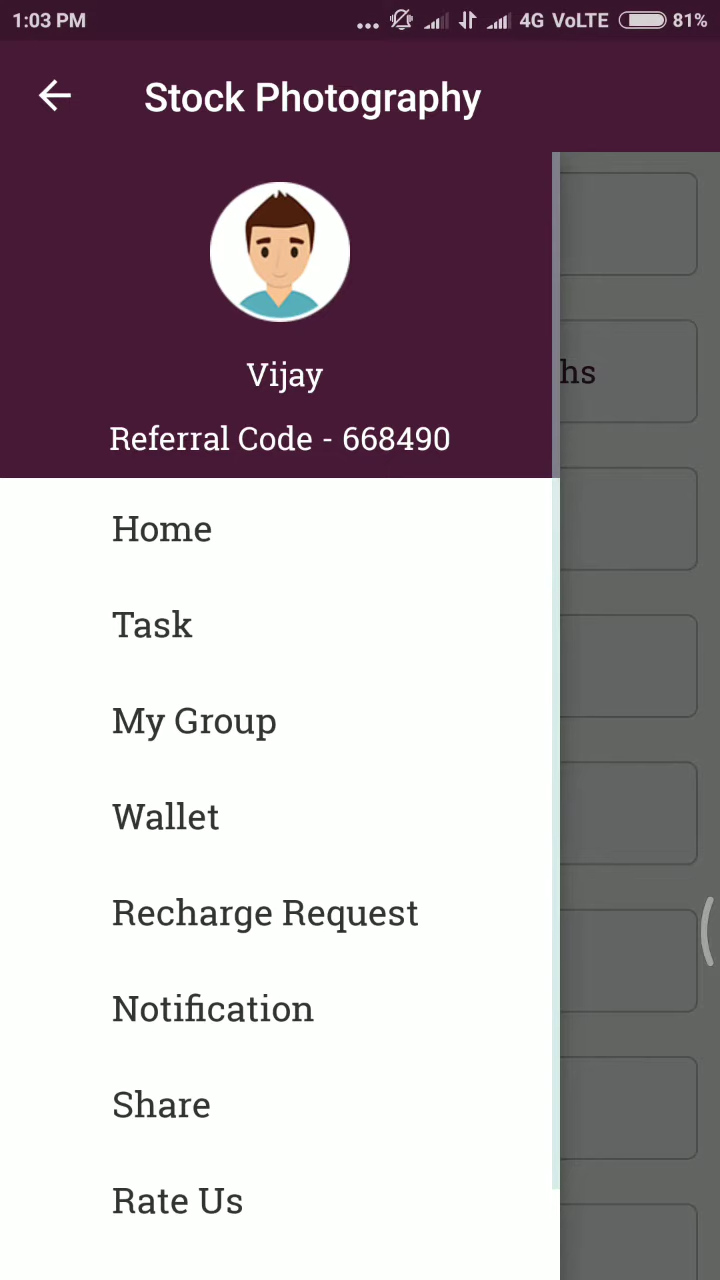 1:03 PM ... 4G VoLTE 81%
Stock Photography
Vijay
Referral Code - 668490
hs
Home
Task
My Group
Wallet
Recharge Request
Notification
Share
Rate Us